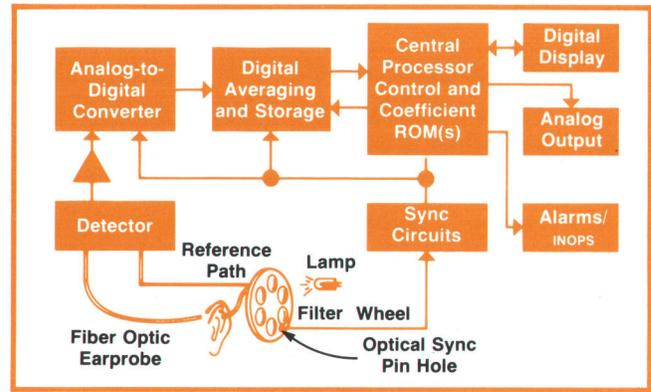 Analog-to-
Digital
Converter
Digital
Averaging
and Storage
Central
Processor
Control and
Coefficient
ROM(s)
Digital
Display
Analog
Output
Alarms/
INOPS
Detector
Sync
Circuits
Reference
Path
Lamp
Filter Wheel
Fiber Optic
Earprobe
Optical Sync
Pin Hole